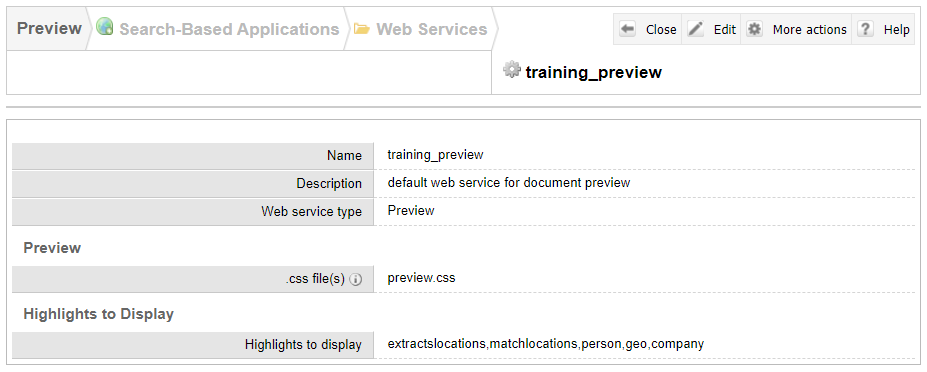 Preview Search-Based Applications Web Services Close Edit More actions ? Help
training_preview
Name training_preview
Description default web service for document preview
Web service type Preview
Preview
.css file(s) i preview.css
Highlights to Display
Highlights to display extractslocations,matchlocations,person,geo,company